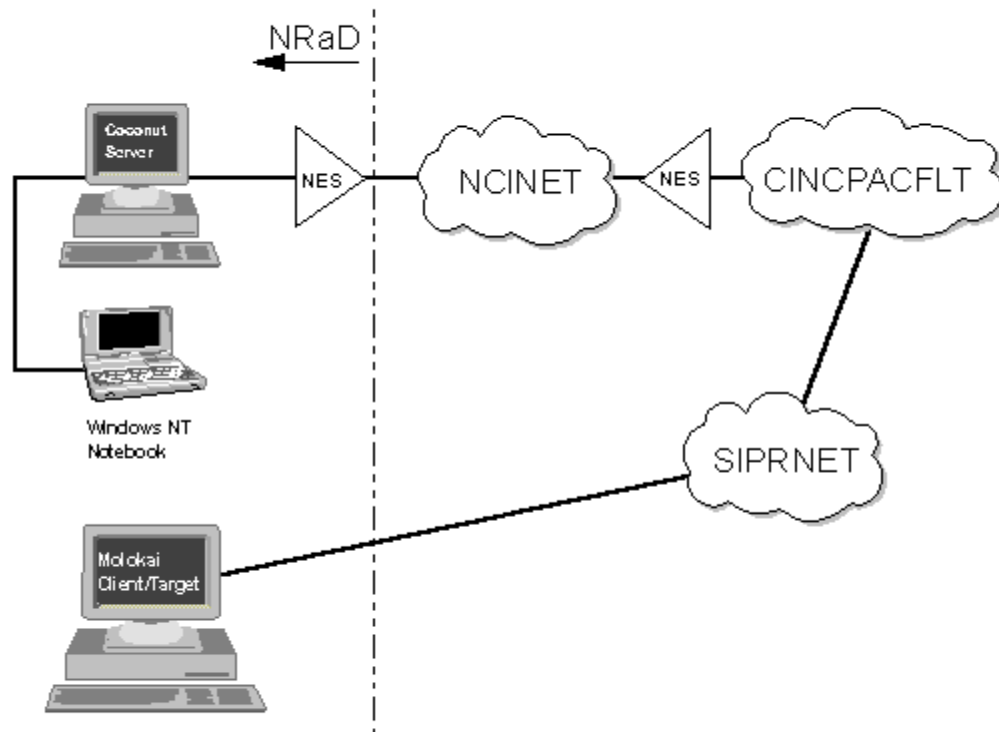 NRaD
Coconut
Server
NES
NCINET
NES
CINCPACFLT
Windows NT
Notebook
SIPRNET
Molokai
Client/Target